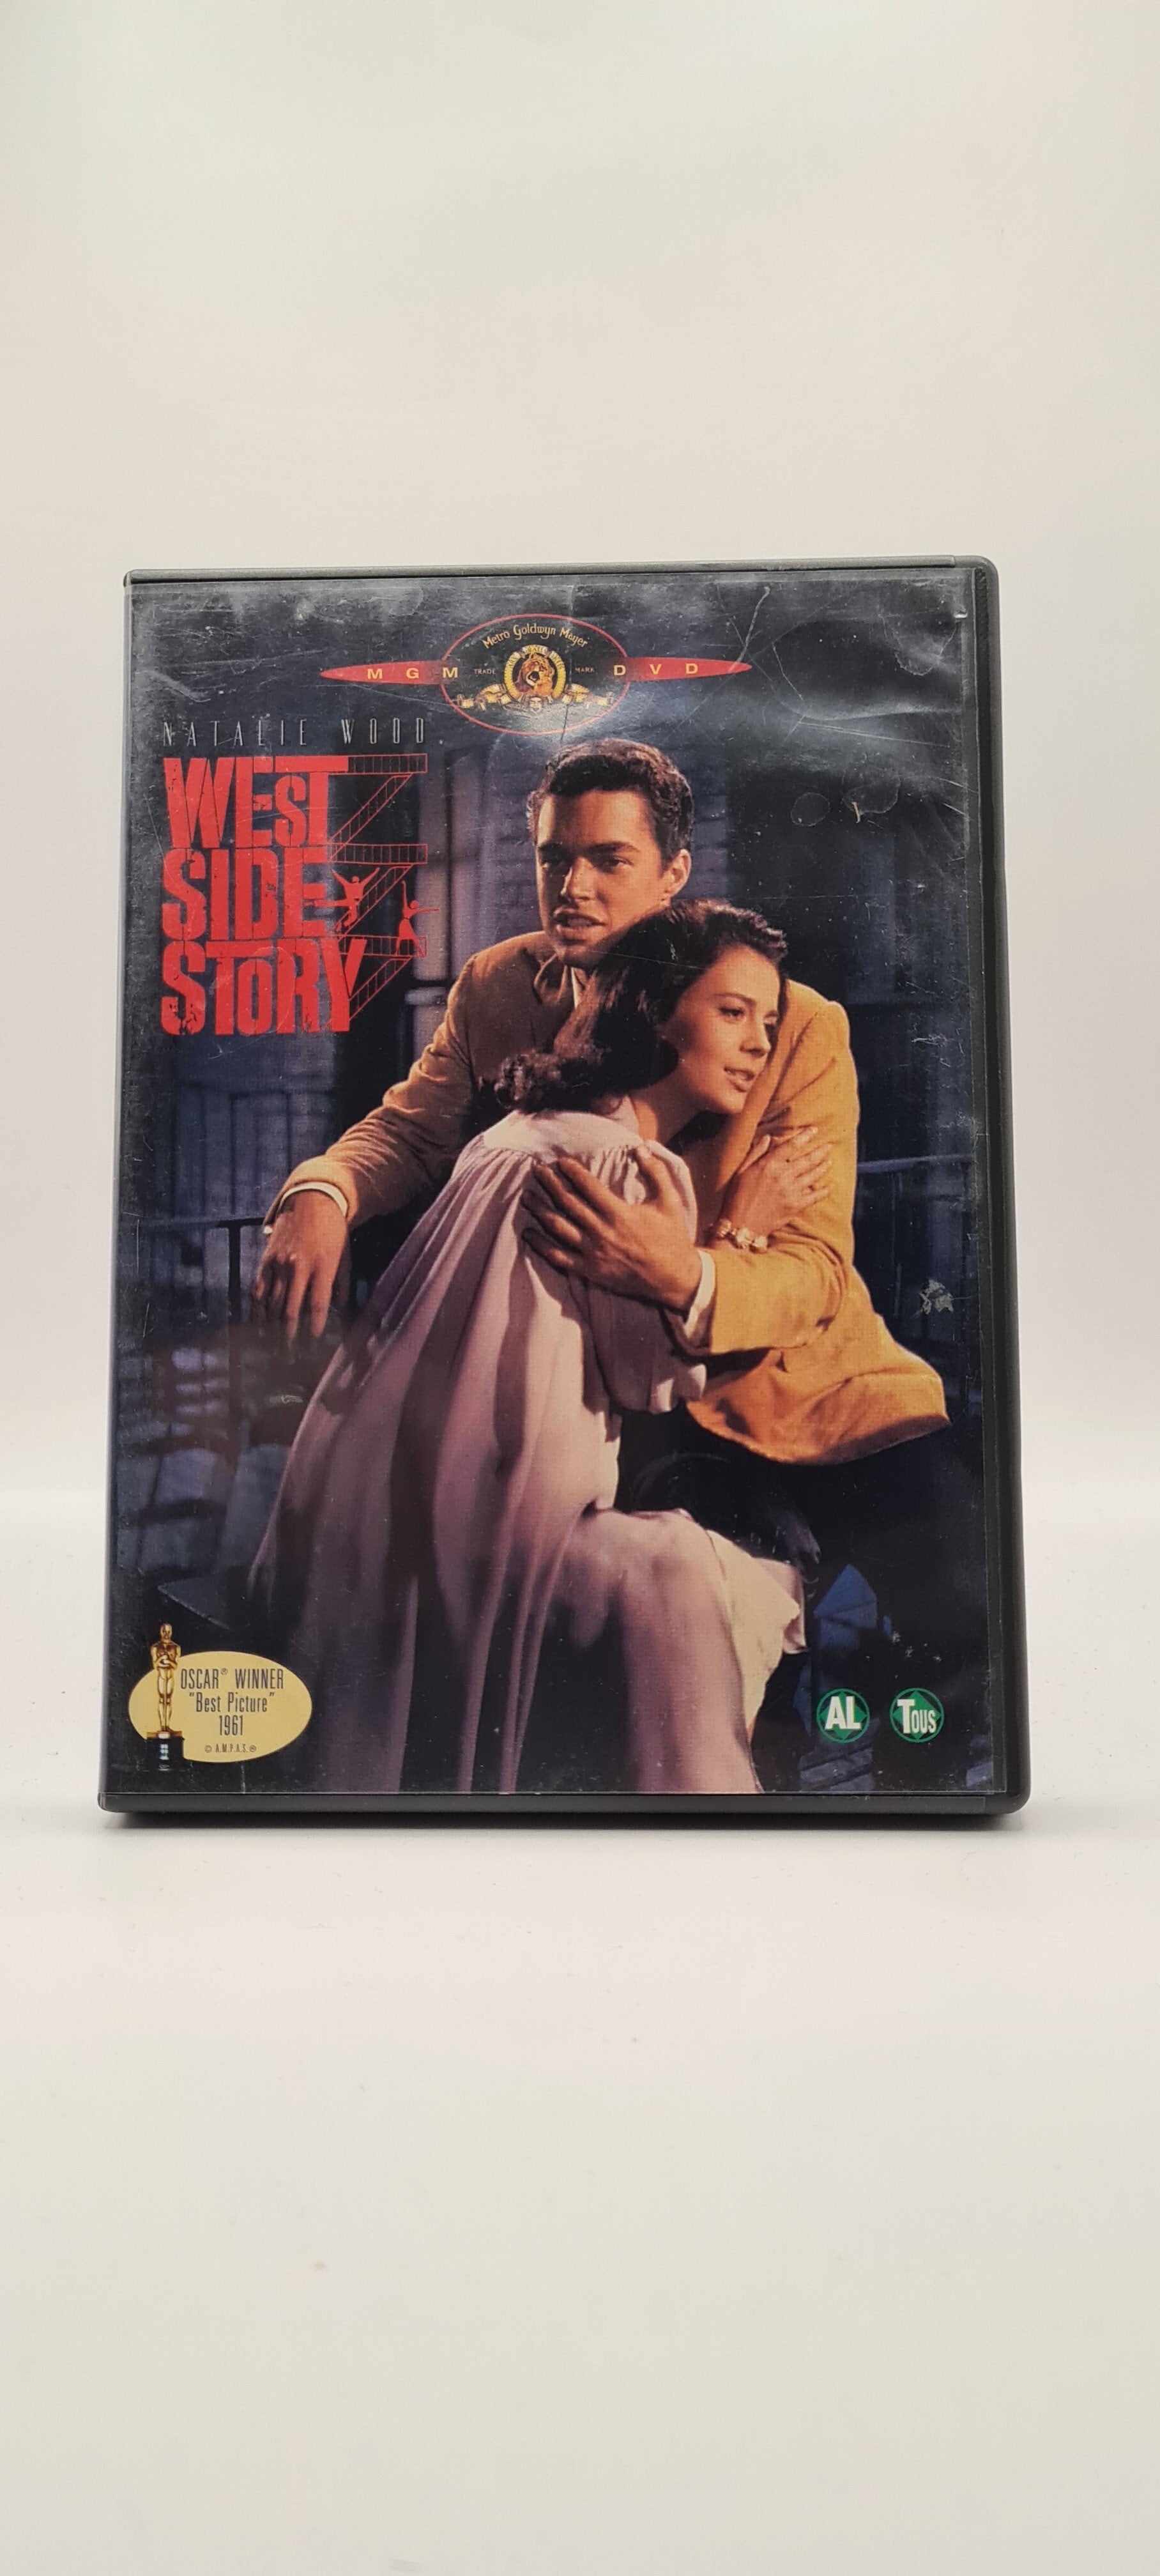 Metro Goldwyn Mayer
MGM TRADE MARK DVD
NATALIE WOOD
WEST
SIDE
STORY
OSCAR® WINNER
"Best Picture"
1961
© A.M.P.A.S.®
AL Tous